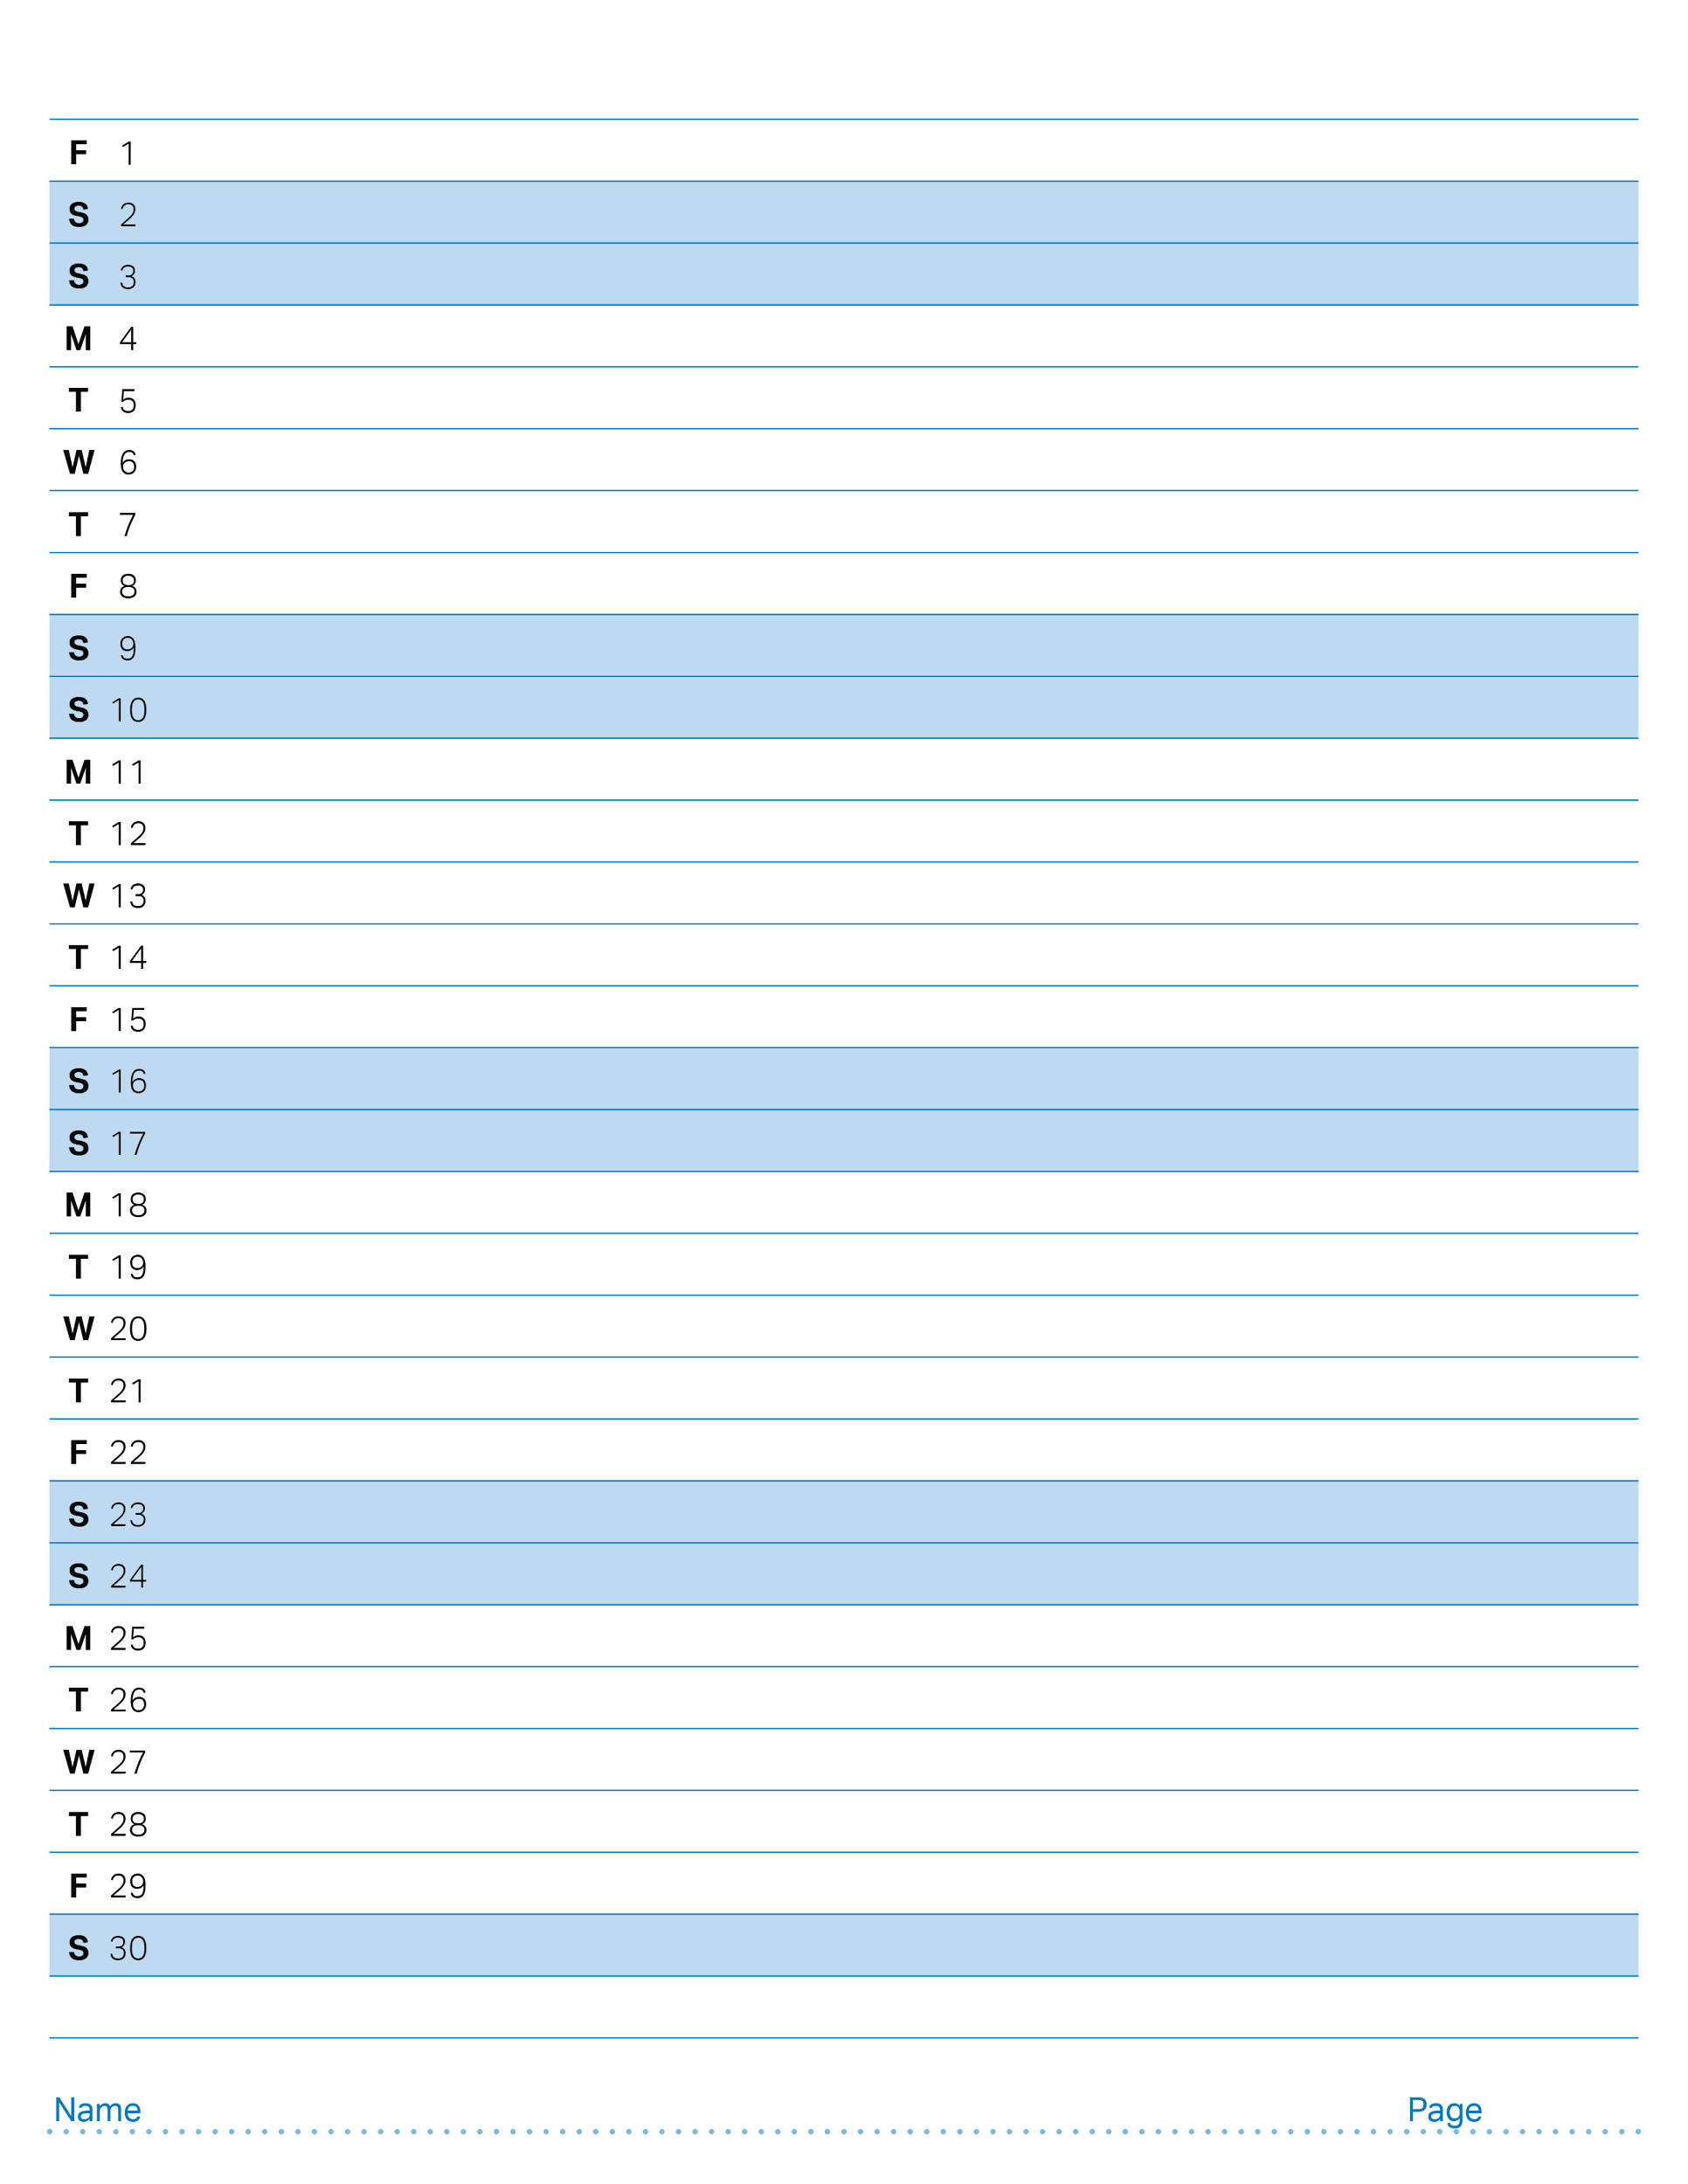 F 1
S 2
S 3
M 4
T 5
W 6
T 7
F 8
S 9
S 10
M 11
T 12
W 13
T 14
F 15
S 16
S 17
M 18
T 19
W 20
T 21
F 22
S 23
S 24
M 25
T 26
W 27
T 28
F 29
S 30
Name Page